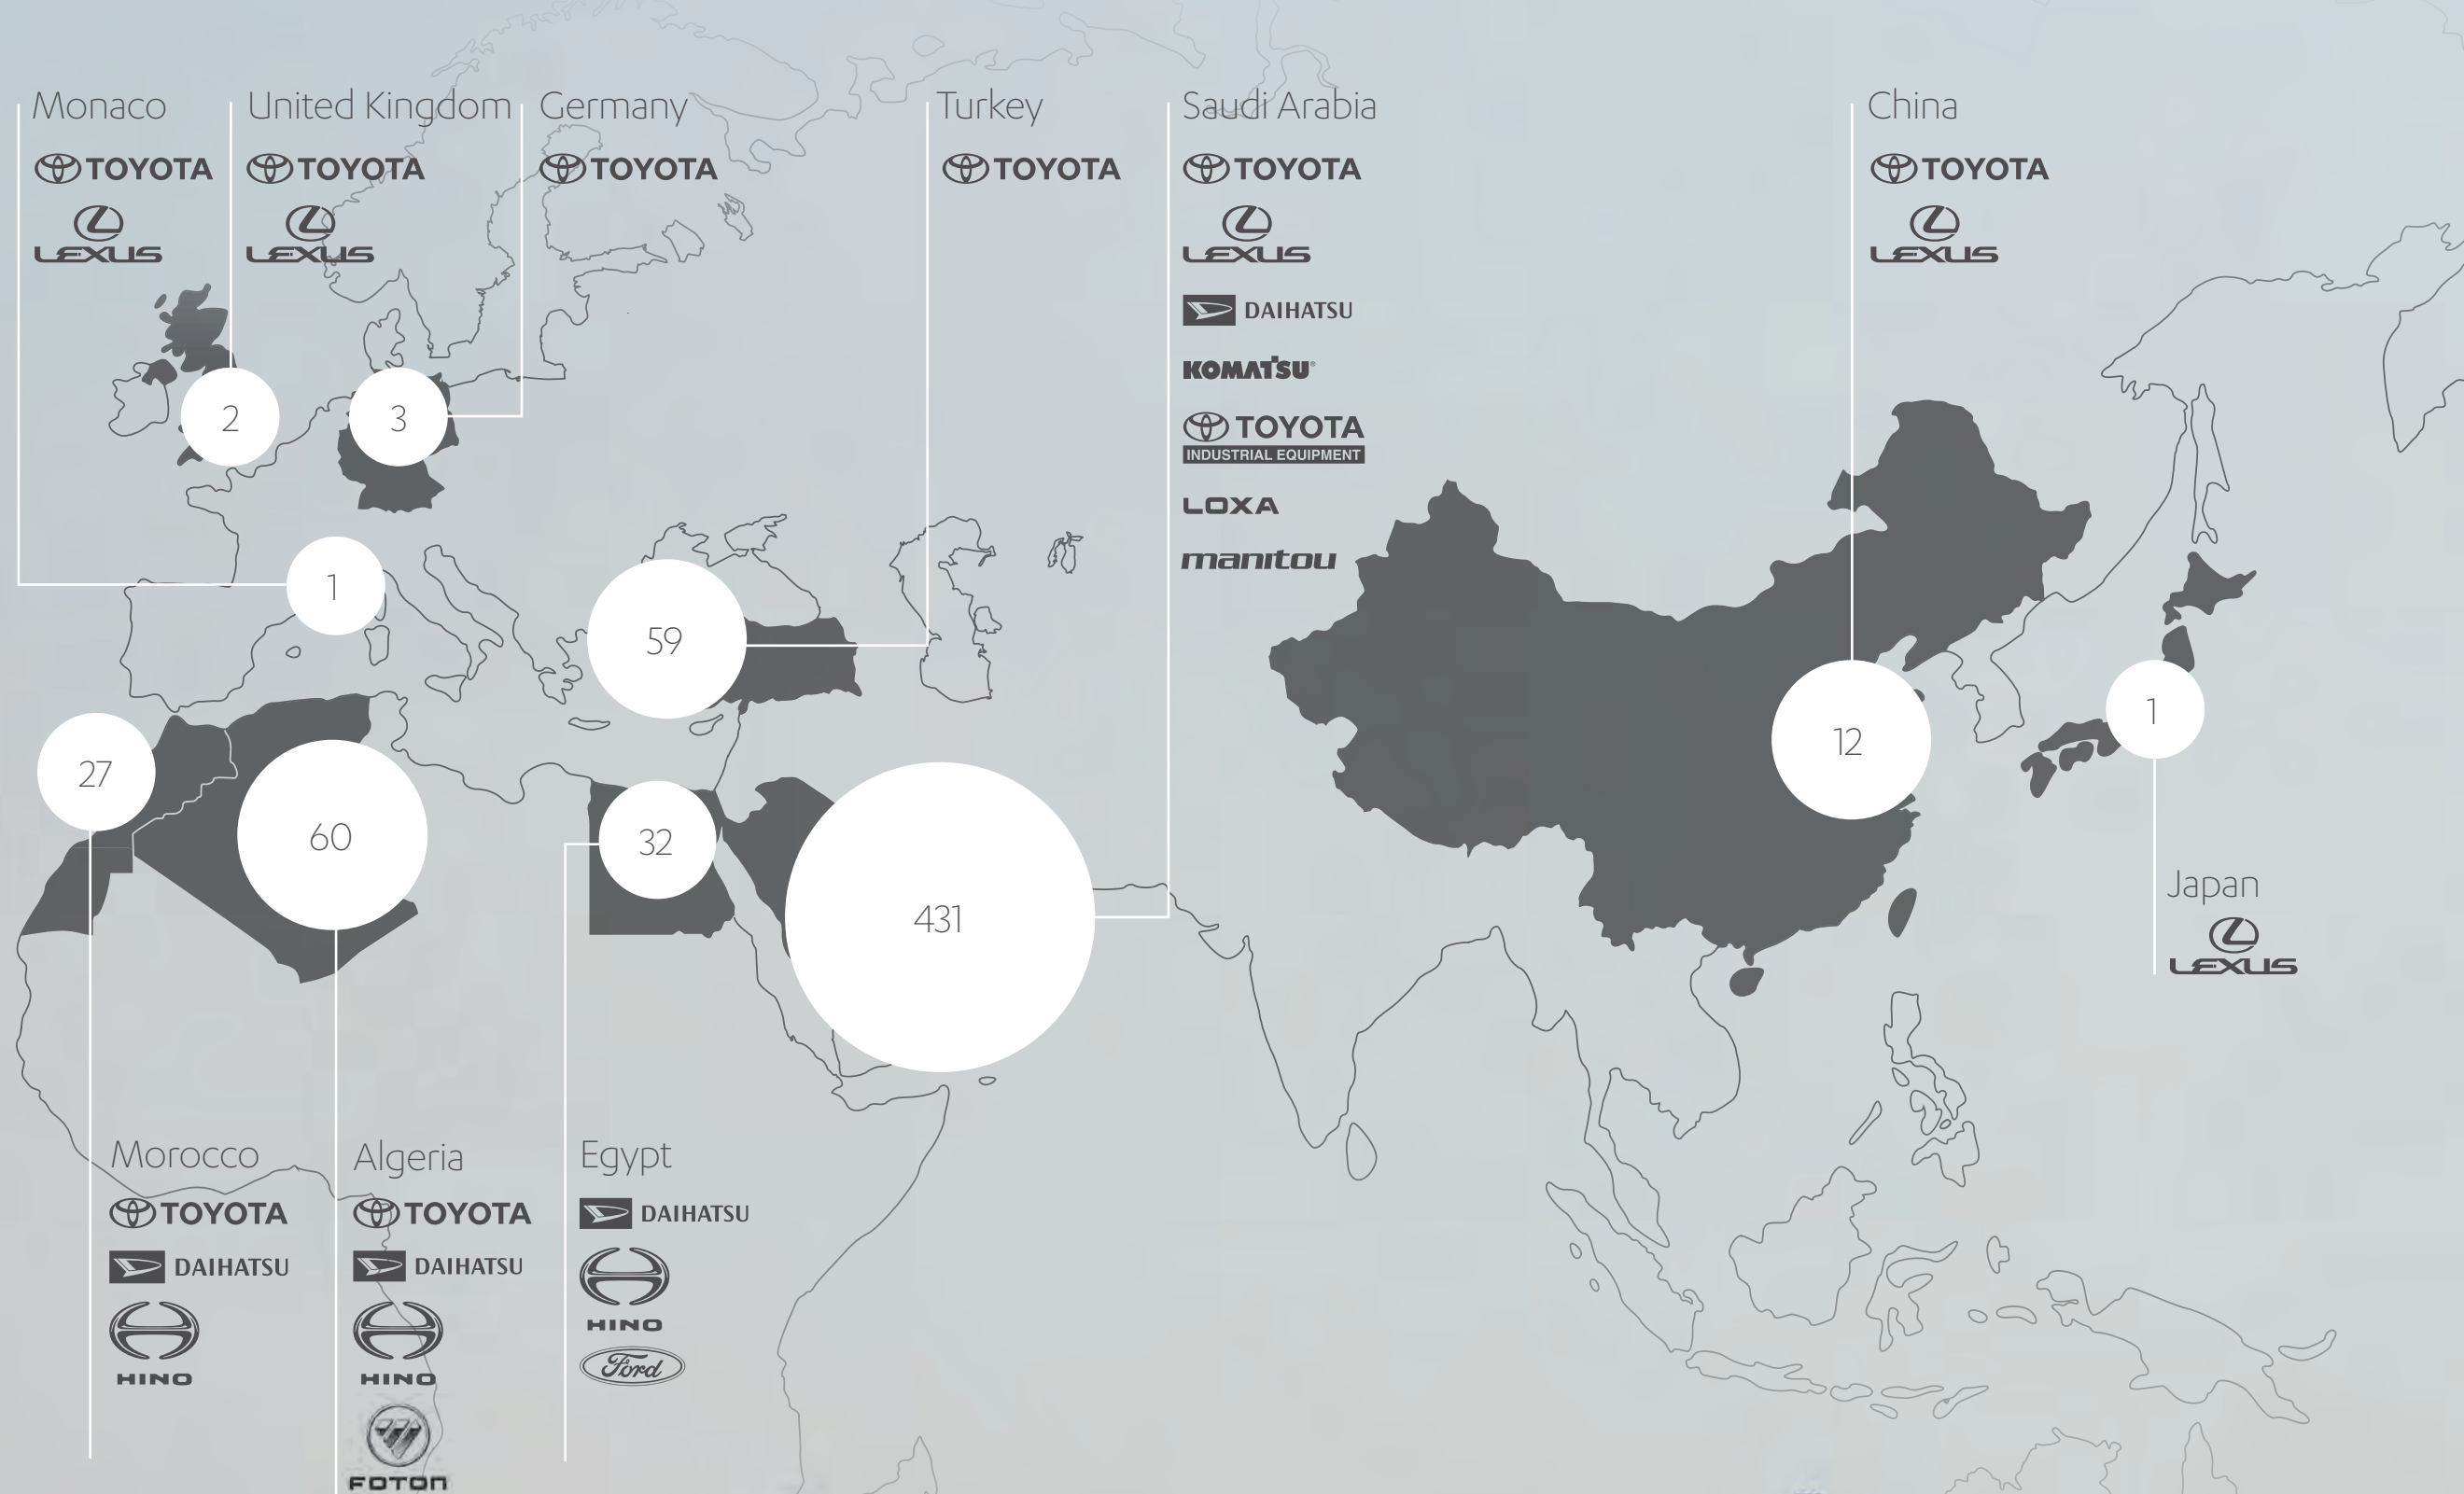 Monaco
TOYOTA
LEXUS
United Kingdom
TOYOTA
LEXUS
Germany
TOYOTA
Turkey
TOYOTA
Saudi Arabia
TOYOTA
LEXUS
DAIHATSU
KOMATSU®
TOYOTA
INDUSTRIAL EQUIPMENT
LOXA
manitou
China
TOYOTA
LEXUS
2
3
1
59
27
60
32
431
12
1
Japan
LEXUS
Morocco
TOYOTA
DAIHATSU
HINO
Algeria
TOYOTA
DAIHATSU
HINO
FOTON
Egypt
DAIHATSU
HINO
Ford